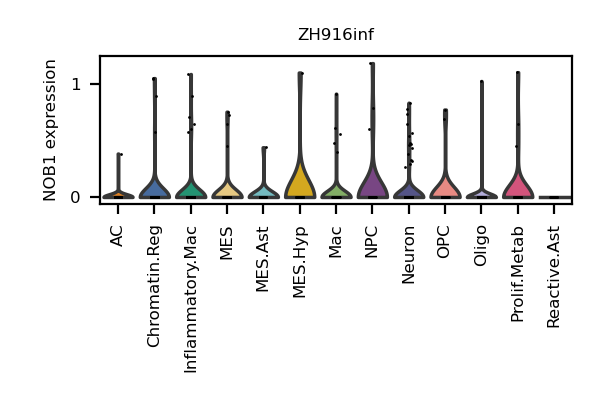 ZH916inf
NOB1 expression
1
0
AC
Chromatin.Reg
Inflammatory.Mac
MES
MES.Ast
MES.Hyp
Mac
NPC
Neuron
OPC
Oligo
Prolif.Metab
Reactive.Ast